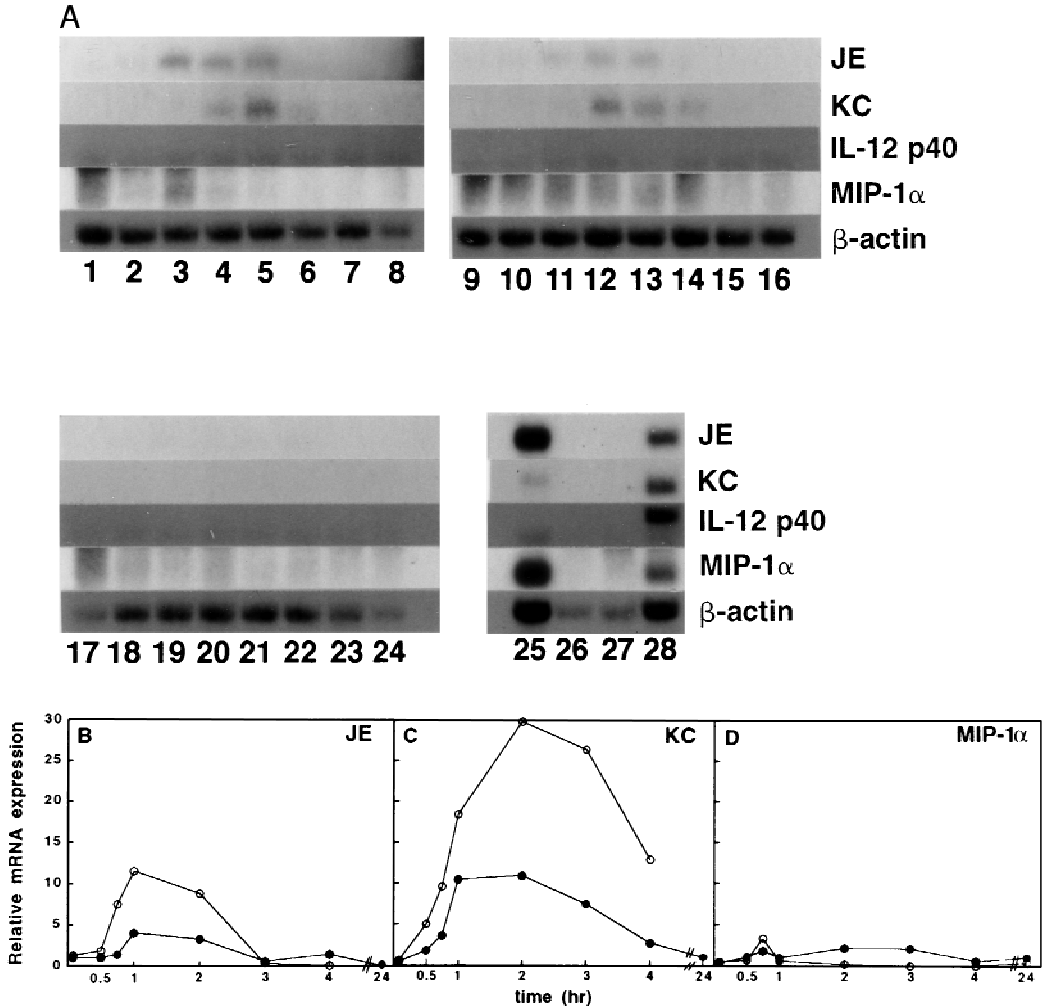 A
JE
KC
IL-12 p40
MIP-1α
β-actin
1 2 3 4 5 6 7 8
9 10 11 12 13 14 15 16
JE
KC
IL-12 p40
MIP-1α
β-actin
17 18 19 20 21 22 23 24
25 26 27 28
B JE
C KC
D MIP-1α
Relative mRNA expression
30
25
20
15
10
5
0
0.5 1 2 3 4 24
0.5 1 2 3 4 24
0.5 1 2 3 4 24
time (hr)